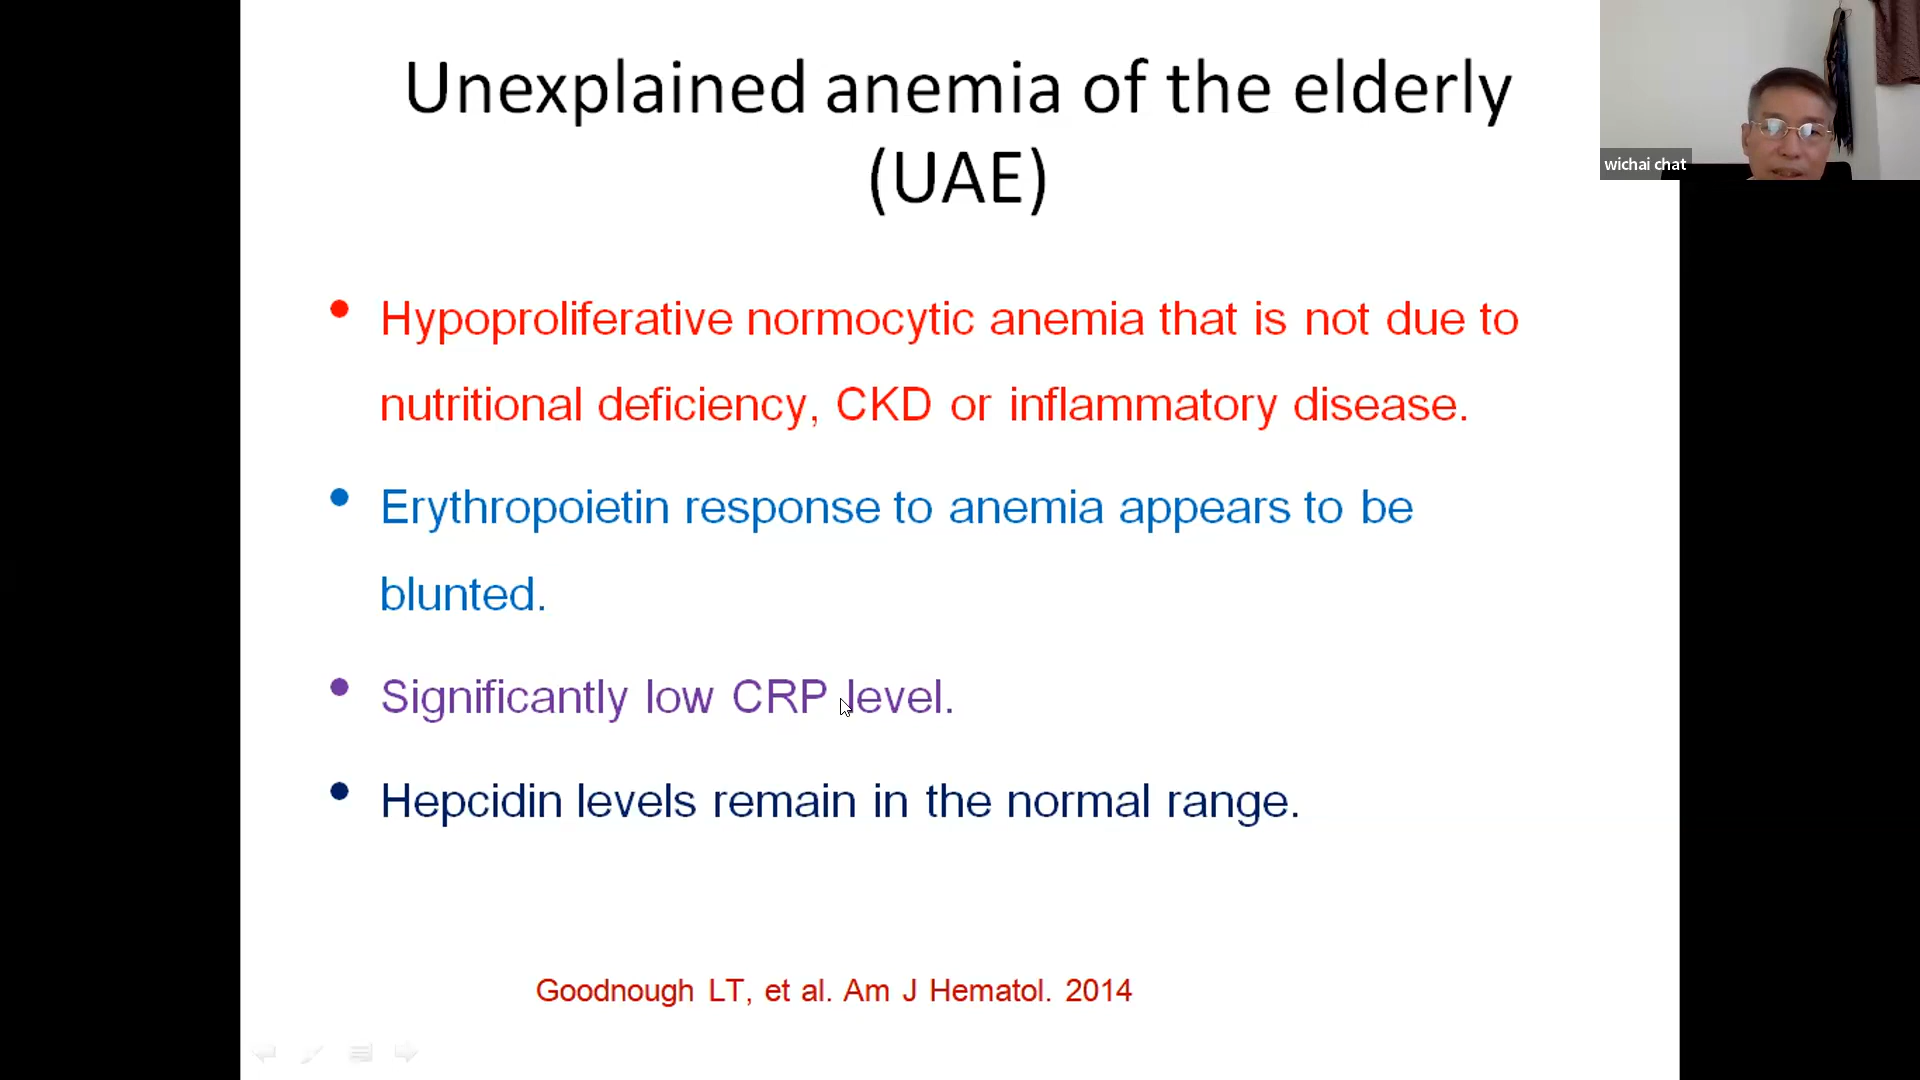 Unexplained anemia of the elderly
(UAE)
wichai chat
• Hypoproliferative normocytic anemia that is not due to
nutritional deficiency, CKD or inflammatory disease.
• Erythropoietin response to anemia appears to be
blunted.
• Significantly low CRP level.
• Hepcidin levels remain in the normal range.
Goodnough LT, et al. Am J Hematol. 2014